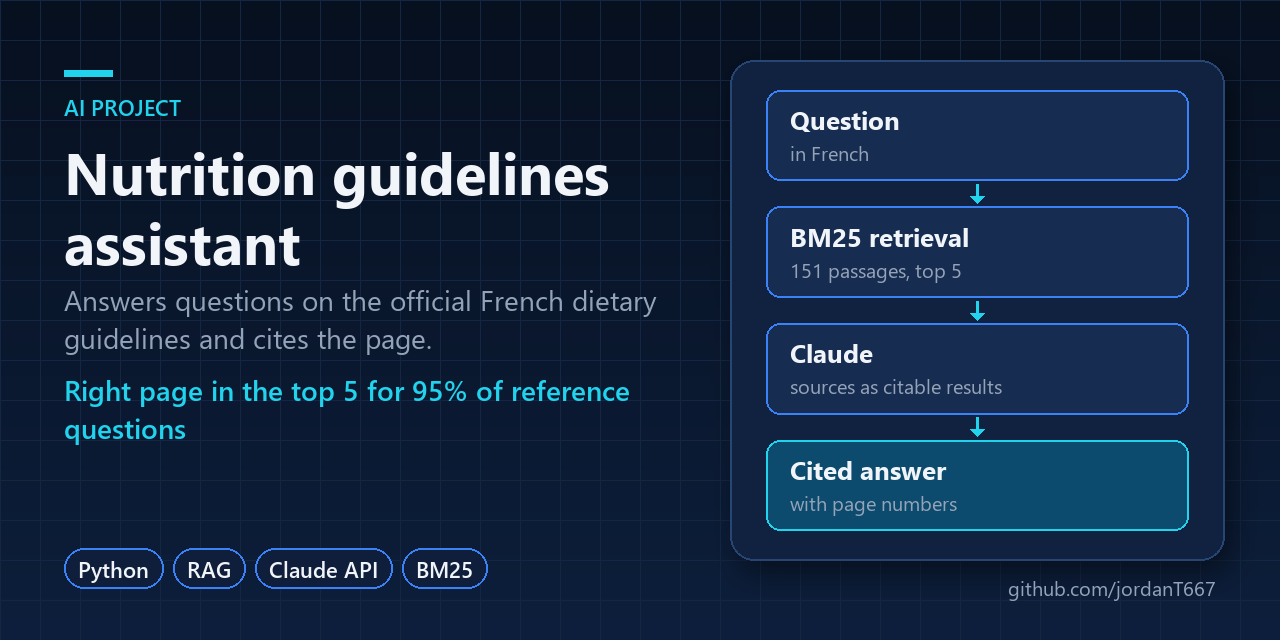 AI PROJECT
Nutrition guidelines
assistant
Answers questions on the official French dietary
guidelines and cites the page.
Right page in the top 5 for 95% of reference
questions
Python
RAG
Claude API
BM25
Question
in French
BM25 retrieval
151 passages, top 5
Claude
sources as citable results
Cited answer
with page numbers
github.com/jordanT667